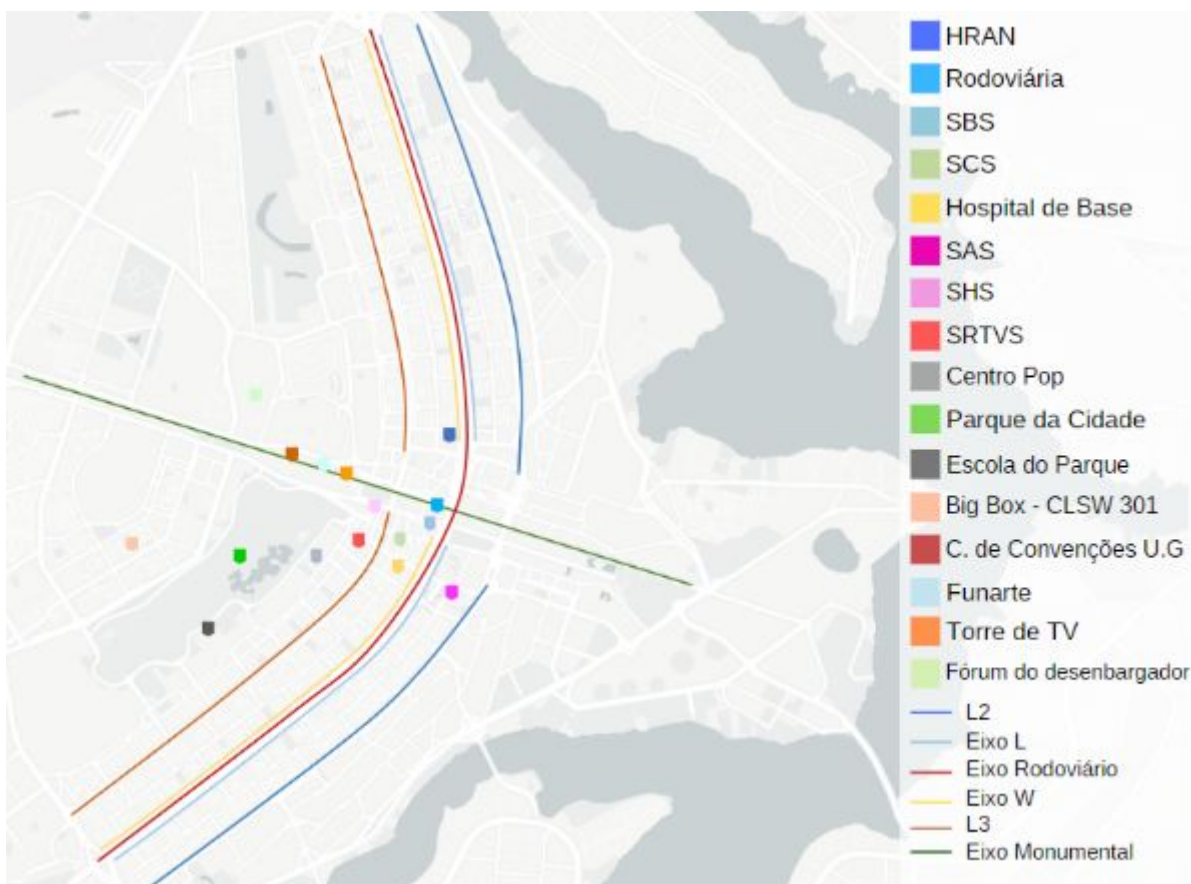 HRAN
Rodoviária
SBS
SCS
Hospital de Base
SAS
SHS
SRTVS
Centro Pop
Parque da Cidade
Escola do Parque
Big Box - CLSW 301
C. de Convenções U.G
Funarte
Torre de TV
Fórum do desenbargador
L2
Eixo L
Eixo Rodoviário
Eixo W
L3
Eixo Monumental